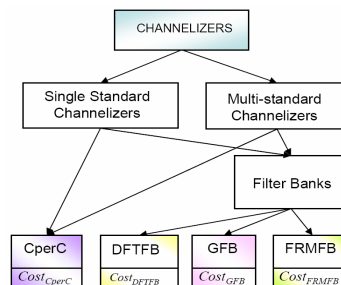 CHANNELIZERS
Single Standard
Channelizers
Multi-standard
Channelizers
Filter Banks
CperC
DFTFB
GFB
FRMFB
Cost_CperC
Cost_DFTFB
Cost_GFB
Cost_FRMFB